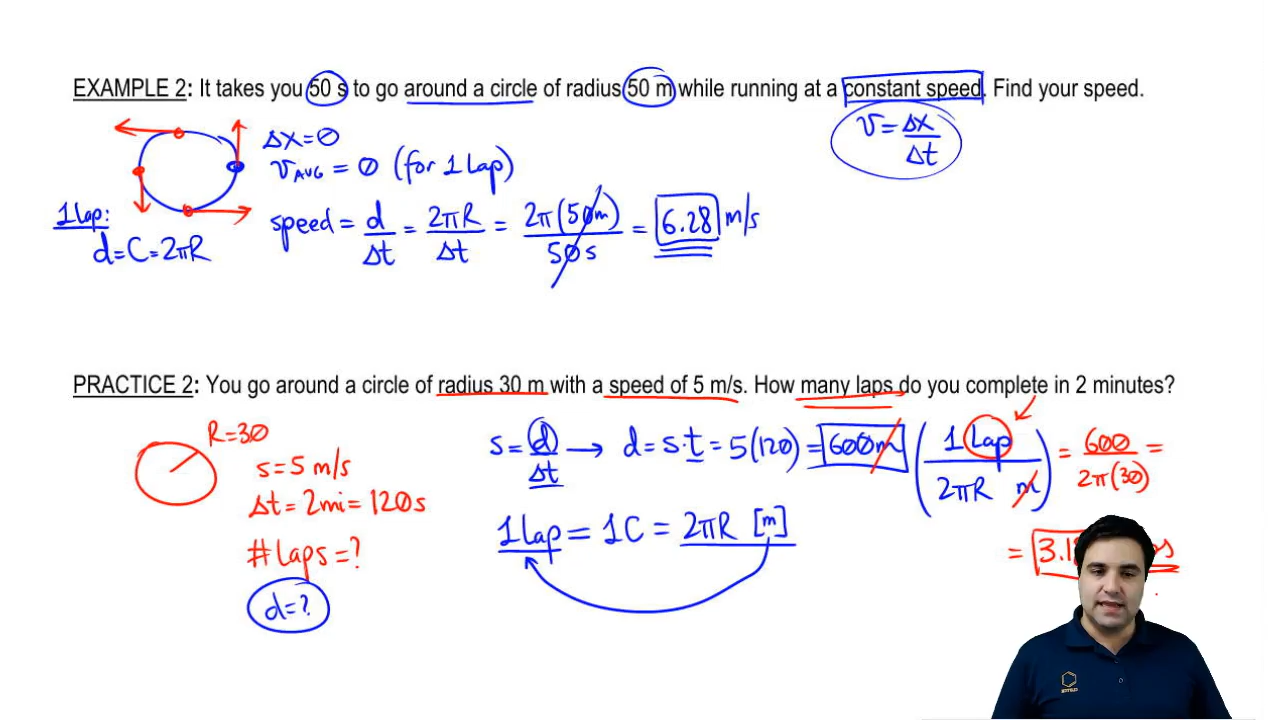 EXAMPLE 2: It takes you 50 s to go around a circle of radius 50 m while running at a constant speed. Find your speed.
Δx=0
v = Δx/Δt
v_AVG = 0 (for 1 Lap)
1 Lap:
d=C=2πR
speed = d/Δt = 2πR/Δt = 2π(50m)/50s = 6.28 m/s
PRACTICE 2: You go around a circle of radius 30 m with a speed of 5 m/s. How many laps do you complete in 2 minutes?
R=30
s=5 m/s
Δt=2mi=120s
# Laps=?
d=?
s=d/Δt → d=s·t=5(120)=600m (1 Lap/2πR m) = 600/2π(30) =
1 Lap = 1C = 2πR [m]
= 3.1